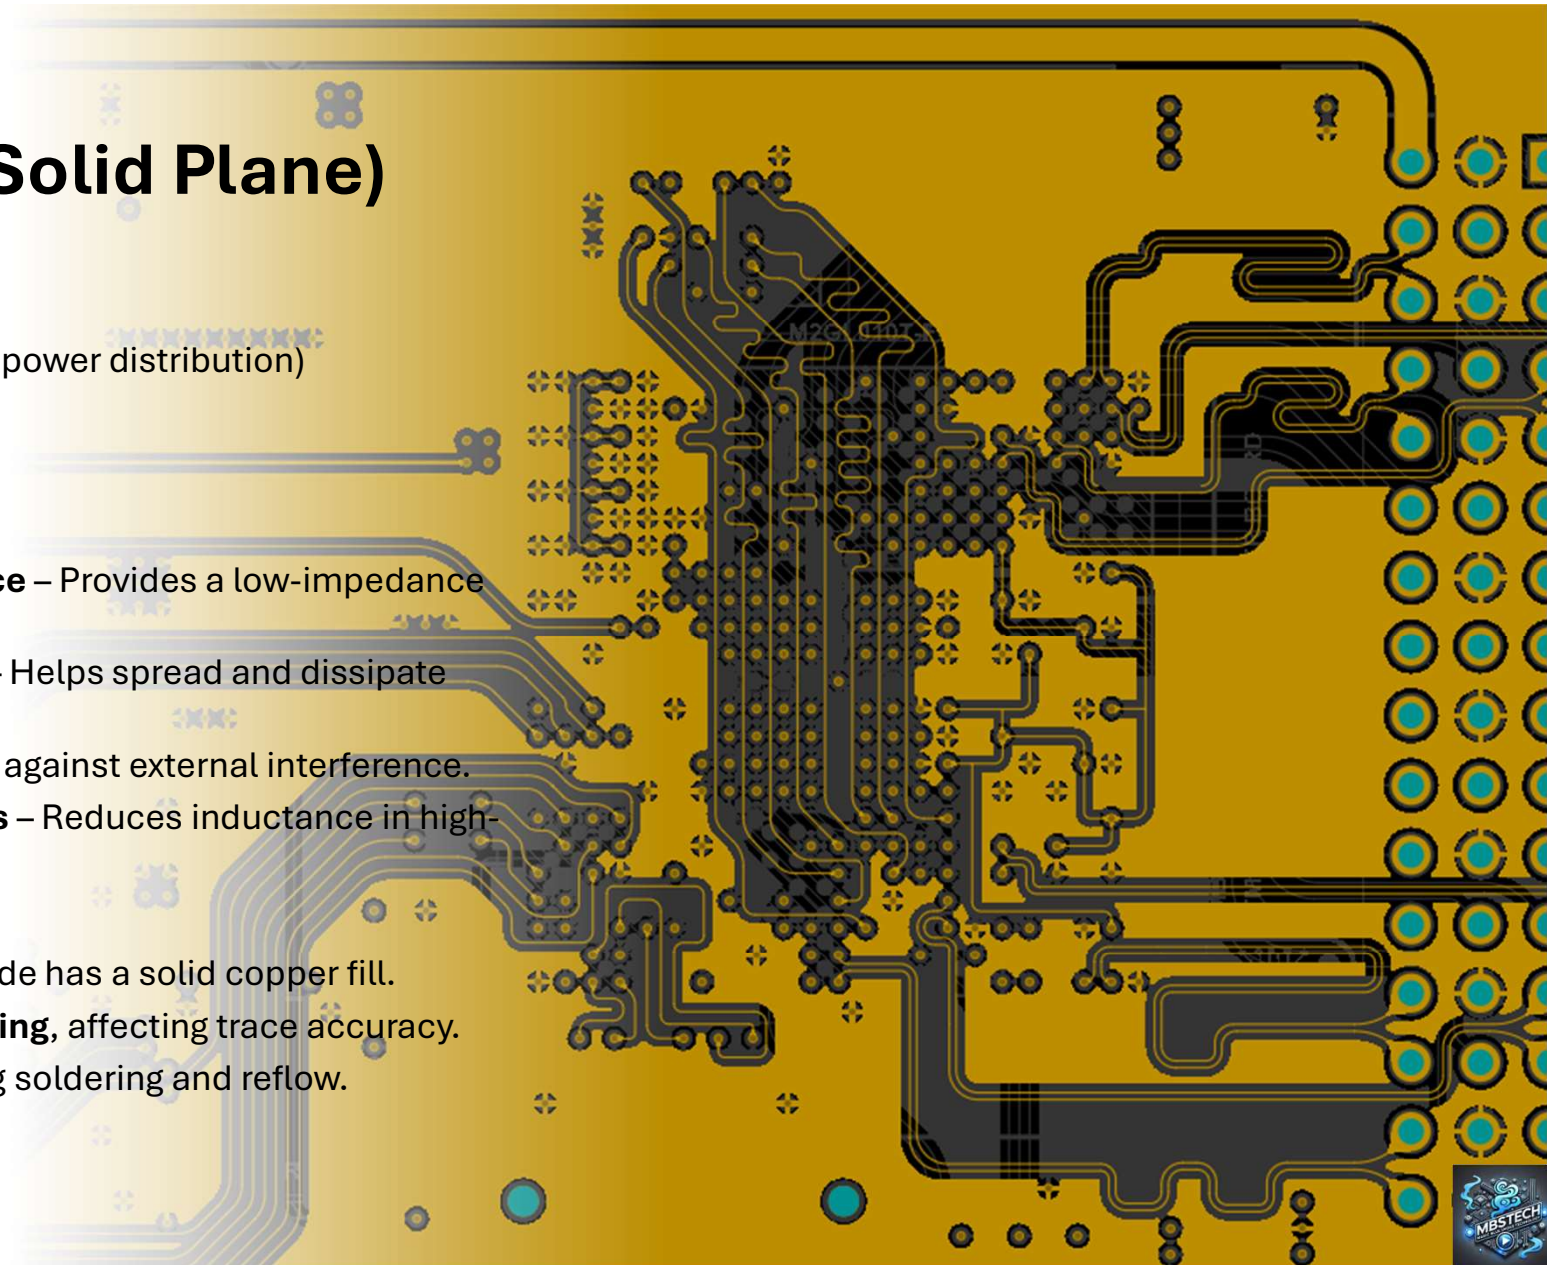 Solid Plane)
power distribution)
ce – Provides a low-impedance
- Helps spread and dissipate
against external interference.
s – Reduces inductance in high-
de has a solid copper fill.
ing, affecting trace accuracy.
g soldering and reflow.
MBSTECH